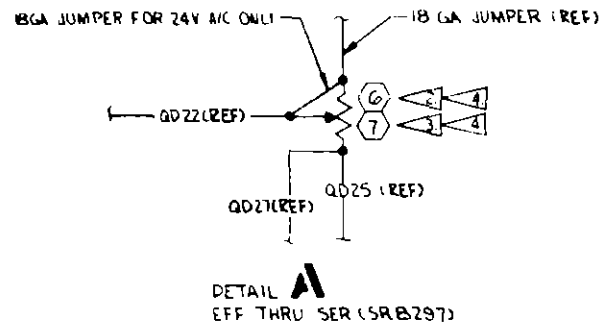 18GA JUMPER FOR 24V A/C ONLY
18 GA JUMPER (REF)
6 2 4
QD22(REF)
7 3 4
QD27(REF)
QD25 (REF)
DETAIL A
EFF THRU SER (SRB297)